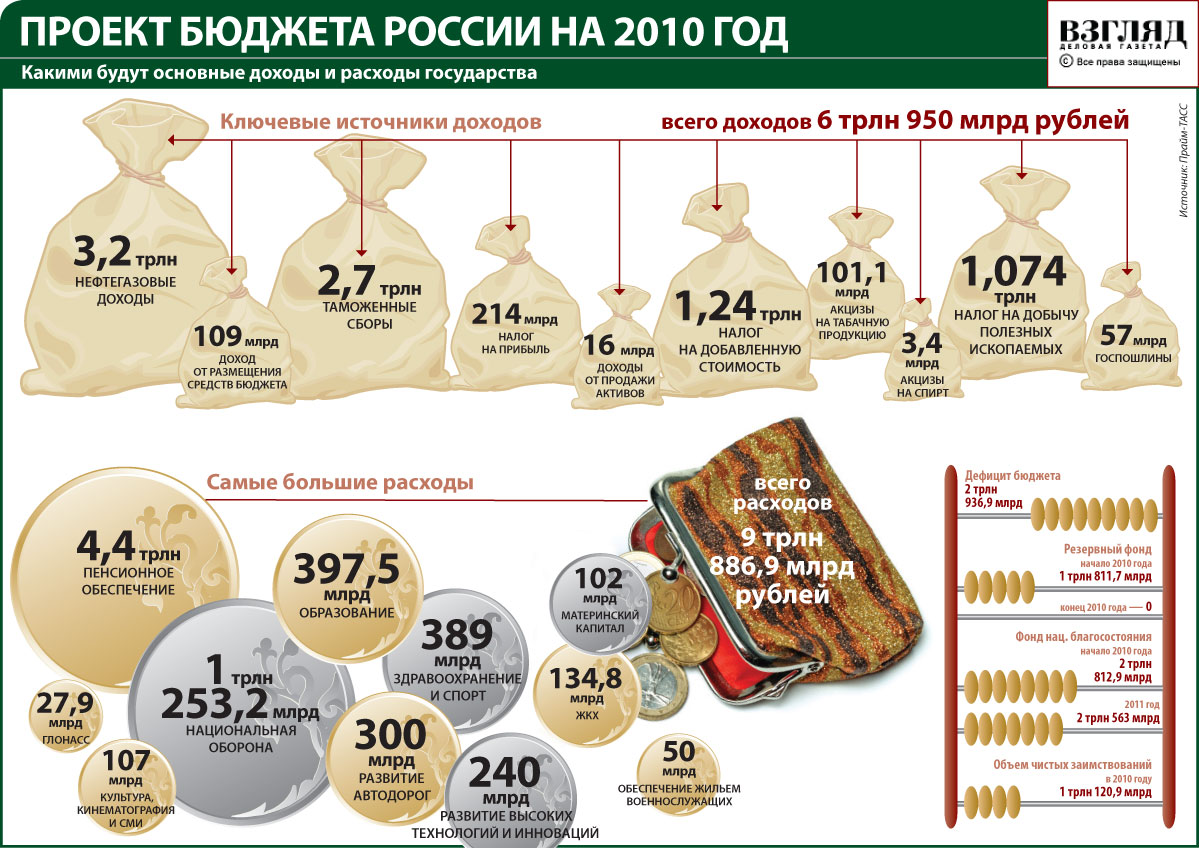 ПРОЕКТ БЮДЖЕТА РОССИИ НА 2010 ГОД
Какими будут основные доходы и расходы государства
ВЗГЛЯД
ДЕЛОВАЯ ГАЗЕТА
© Все права защищены
Источник: Прайм-ТАСС
Ключевые источники доходов
всего доходов 6 трлн 950 млрд рублей
3,2 трлн
НЕФТЕГАЗОВЫЕ
ДОХОДЫ
109 млрд
ДОХОД
ОТ РАЗМЕЩЕНИЯ
СРЕДСТВ БЮДЖЕТА
2,7 трлн
ТАМОЖЕННЫЕ
СБОРЫ
214 млрд
НАЛОГ
НА ПРИБЫЛЬ
16 млрд
ДОХОДЫ
ОТ ПРОДАЖИ
АКТИВОВ
1,24 трлн
НАЛОГ
НА ДОБАВЛЕННУЮ
СТОИМОСТЬ
101,1
млрд
АКЦИЗЫ
НА ТАБАЧНУЮ
ПРОДУКЦИЮ
3,4
млрд
АКЦИЗЫ
НА СПИРТ
1,074
трлн
НАЛОГ НА ДОБЫЧУ
ПОЛЕЗНЫХ
ИСКОПАЕМЫХ
57 млрд
ГОСПОШЛИНЫ
Самые большие расходы
всего
расходов
9 трлн
886,9 млрд
рублей
4,4 трлн
ПЕНСИОННОЕ
ОБЕСПЕЧЕНИЕ
397,5
млрд
ОБРАЗОВАНИЕ
102
млрд
МАТЕРИНСКИЙ
КАПИТАЛ
389
млрд
ЗДРАВООХРАНЕНИЕ
И СПОРТ
1
трлн
253,2 млрд
НАЦИОНАЛЬНАЯ
ОБОРОНА
134,8
млрд
ЖКХ
27,9
млрд
ГЛОНАСС
300
млрд
РАЗВИТИЕ
АВТОДОРОГ
107
млрд
КУЛЬТУРА,
КИНЕМАТОГРАФИЯ
И СМИ
240
млрд
РАЗВИТИЕ ВЫСОКИХ
ТЕХНОЛОГИЙ И ИННОВАЦИЙ
50
млрд
ОБЕСПЕЧЕНИЕ ЖИЛЬЕМ
ВОЕННОСЛУЖАЩИХ
Дефицит бюджета
2 трлн
936,9 млрд
Резервный фонд
начало 2010 года
1 трлн 811,7 млрд
конец 2010 года — 0
Фонд нац. благосостояния
начало 2010 года
2 трлн
812,9 млрд
2011 год
2 трлн 563 млрд
Объем чистых заимствований
в 2010 году
1 трлн 120,9 млрд